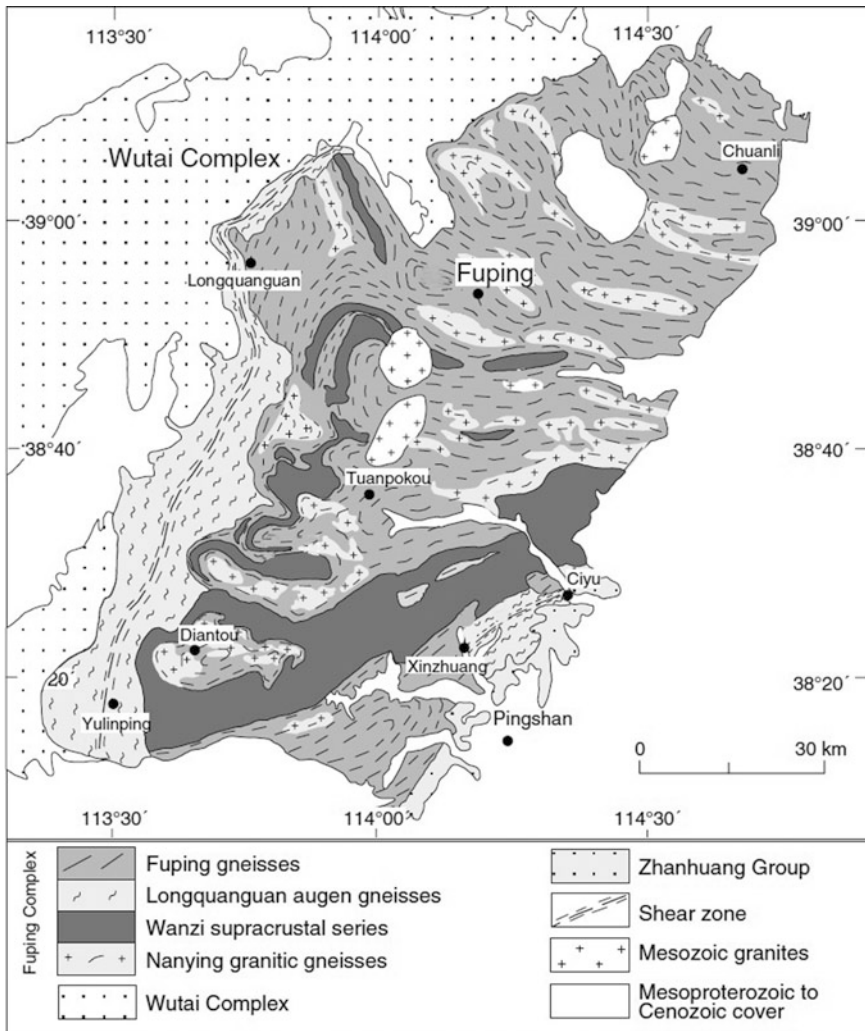 113°30´ 114°00´ 114°30´
Wutai Complex
Chuanli
39°00´ 39°00´
Longquanguan
Fuping
38°40´ 38°40´
Tuanpokou
Ciyu
Diantou
Xinzhuang
20´ 38°20´
Yulinping
Pingshan
0 30 km
113°30´ 114°00´ 114°30´
Fuping Complex
Fuping gneisses
Longquanguan augen gneisses
Wanzi supracrustal series
Nanying granitic gneisses
Wutai Complex
Zhanhuang Group
Shear zone
Mesozoic granites
Mesoproterozoic to
Cenozoic cover